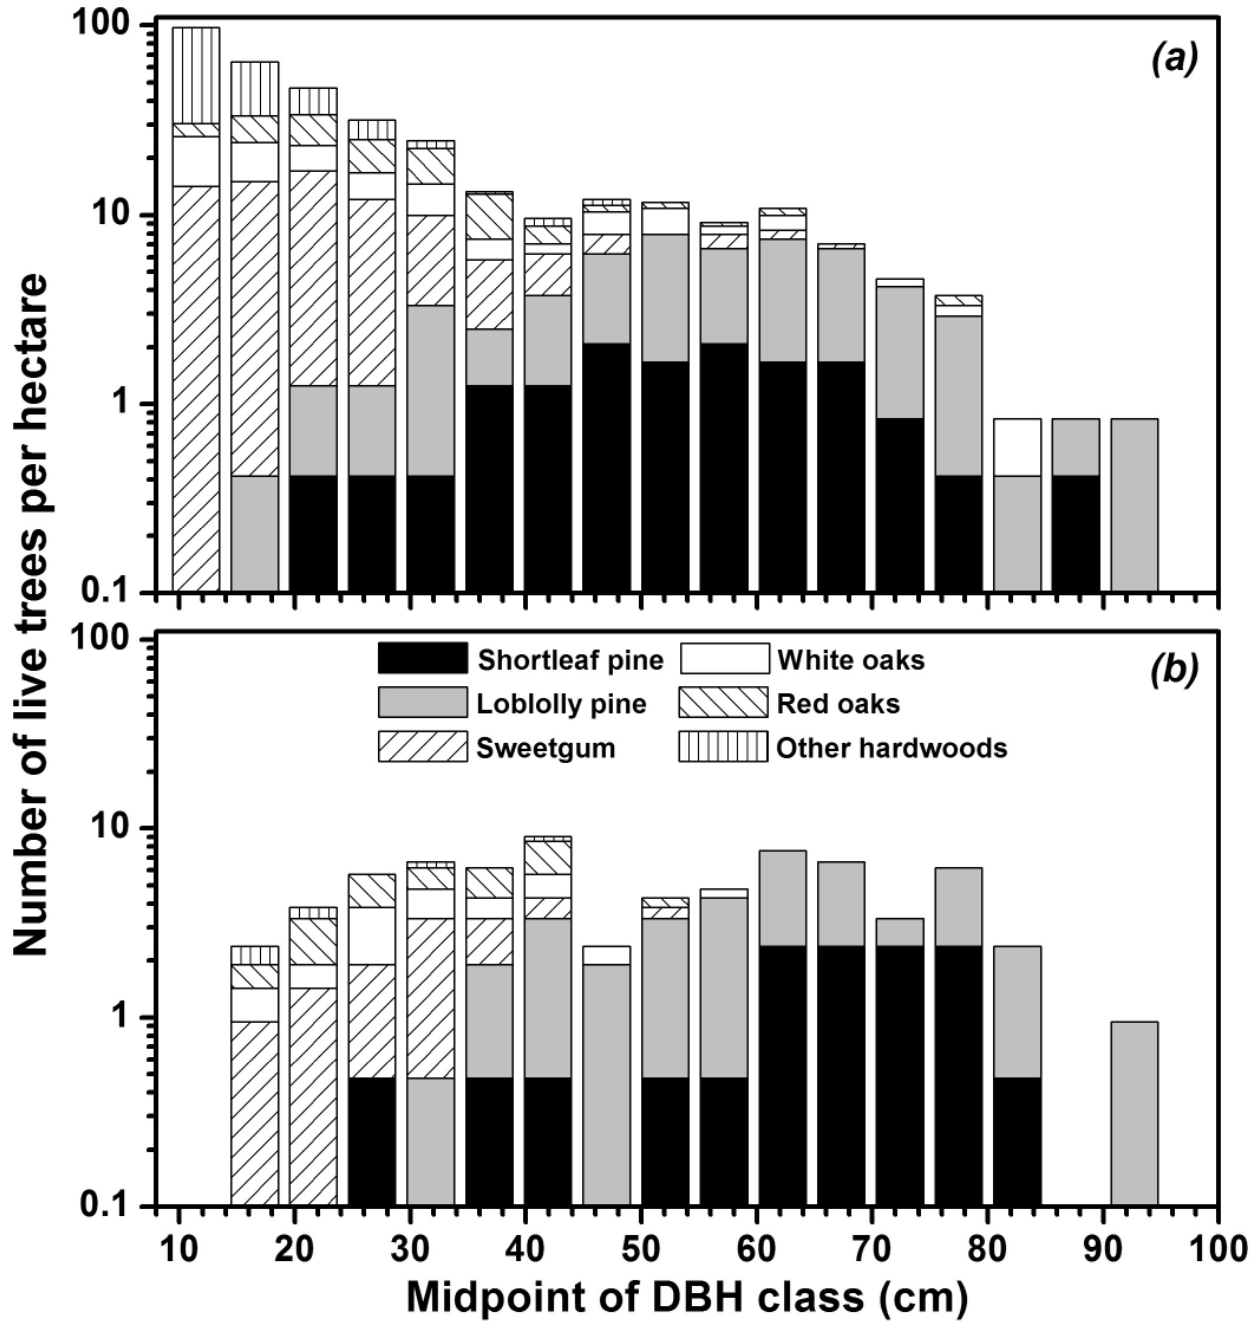 Number of live trees per hectare
100
10
1
0.1
(a)
100
10
1
0.1
(b)
Shortleaf pine
White oaks
Loblolly pine
Red oaks
Sweetgum
Other hardwoods
10 20 30 40 50 60 70 80 90 100
Midpoint of DBH class (cm)